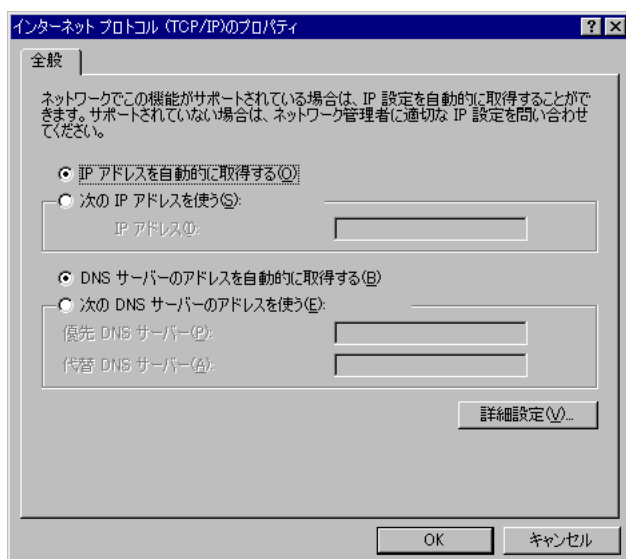 インターネット プロトコル (TCP/IP)のプロパティ
全般
ネットワークでこの機能がサポートされている場合は、IP 設定を自動的に取得することがで
きます。サポートされていない場合は、ネットワーク管理者に適切な IP 設定を問い合わせ
てください。
IP アドレスを自動的に取得する(O)
次の IP アドレスを使う(S):
IP アドレス(I):
DNS サーバーのアドレスを自動的に取得する(B)
次の DNS サーバーのアドレスを使う(E):
優先 DNS サーバー(P):
代替 DNS サーバー(A):
詳細設定(V)...
OK
キャンセル